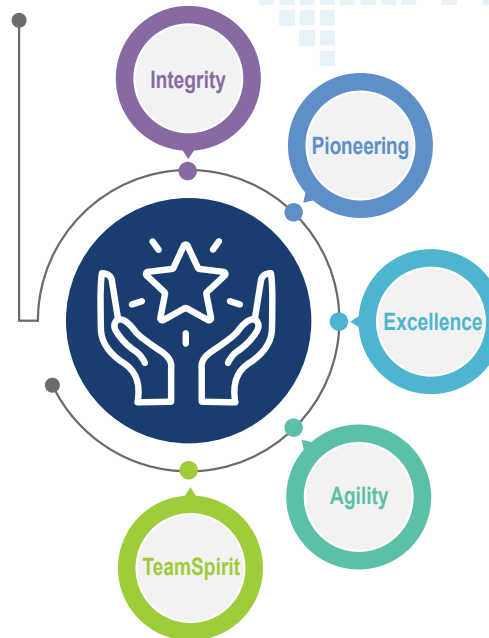 Integrity
Pioneering
Excellence
Agility
TeamSpirit